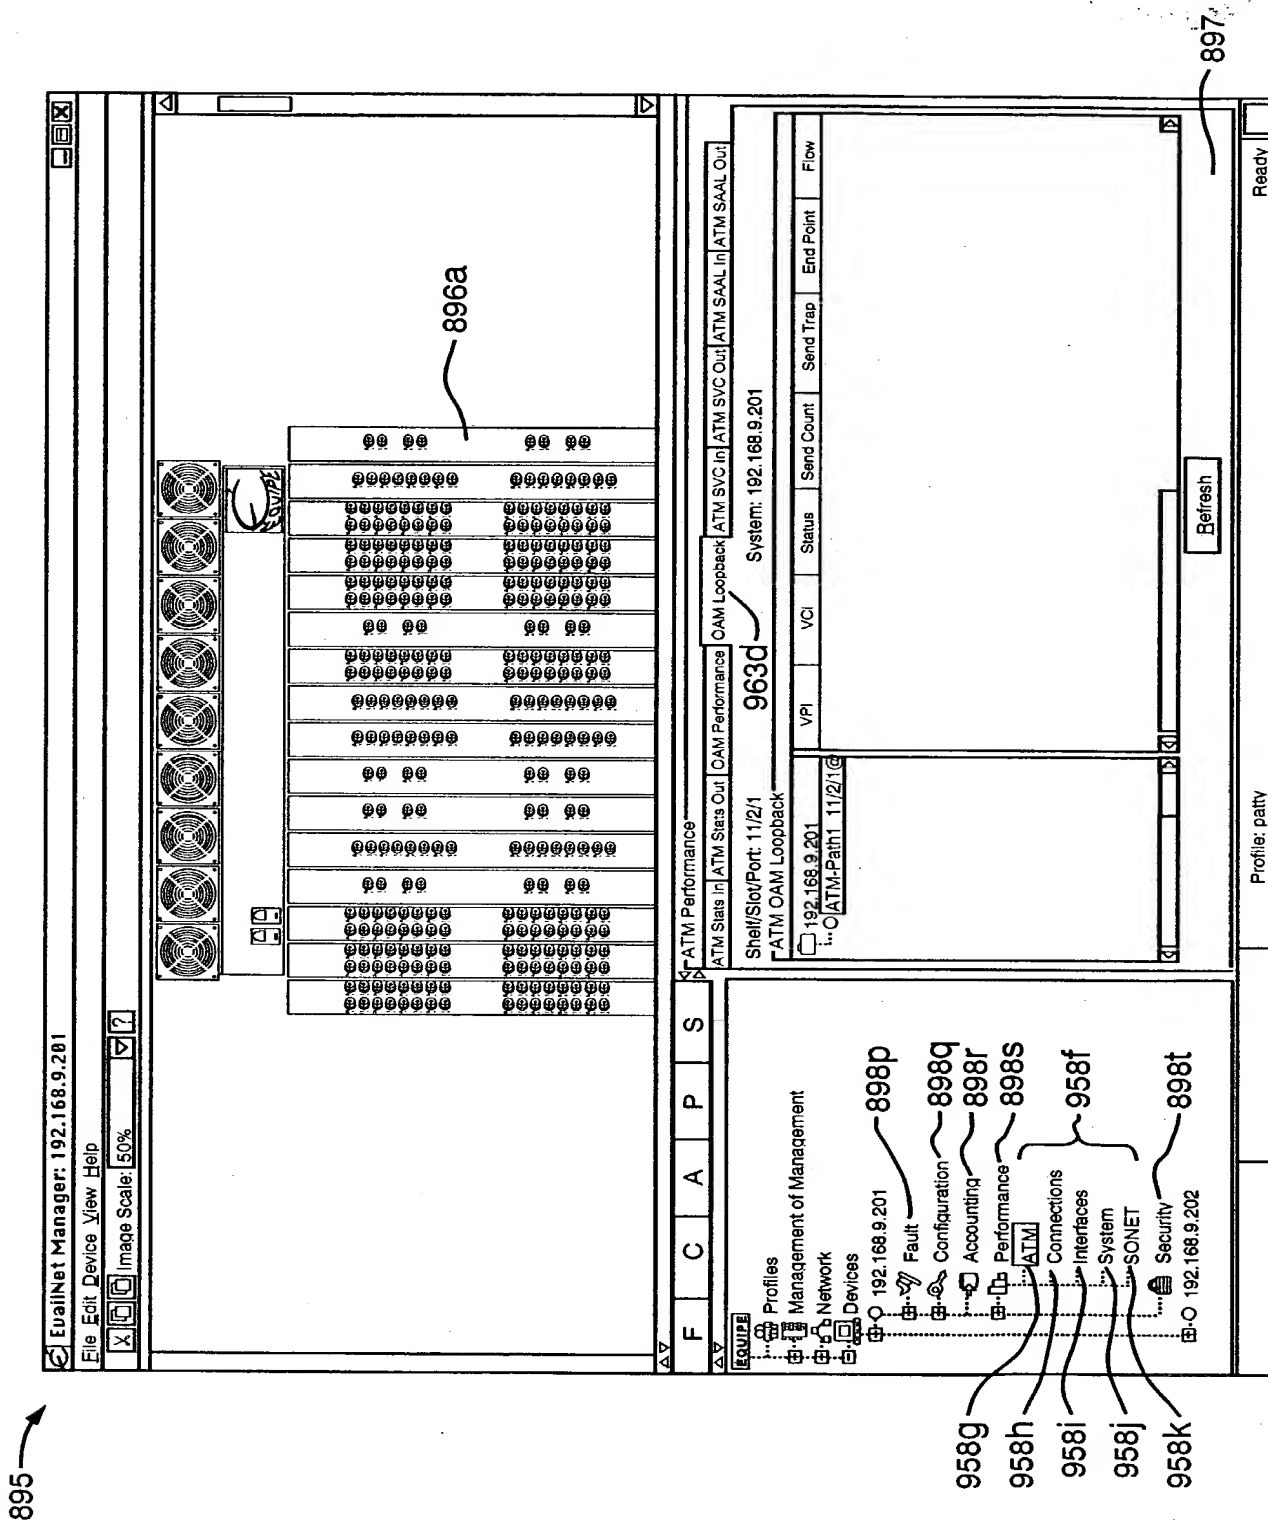 895
EvailNet Manager: 192.168.9.201
File Edit Device View Help
X ? Image Scale: 50%
896a
F C A P S
EQUIPE
Profiles
Management of Management
Network
Devices
192.168.9.201
Fault
898p
Configuration
898q
Accounting
898r
Performance
898s
ATM
Connections
Interfaces
System
SONET
958f
Security
898t
192.168.9.202
958g
958h
958i
958j
958k
ATM Performance
ATM Stats In ATM Stats Out OAM Performance OAM Loopback ATM SVC In ATM SVC Out ATM SAAL In ATM SAAL Out
963d
Shelf/Slot/Port: 11/2/1 System: 192.168.9.201
ATM OAM Loopback
192.168.9.201
ATM-Path1 11/2/1@
VPI VCI Status Send Count Send Trap End Point Flow
Refresh
897
Profile: patty Ready